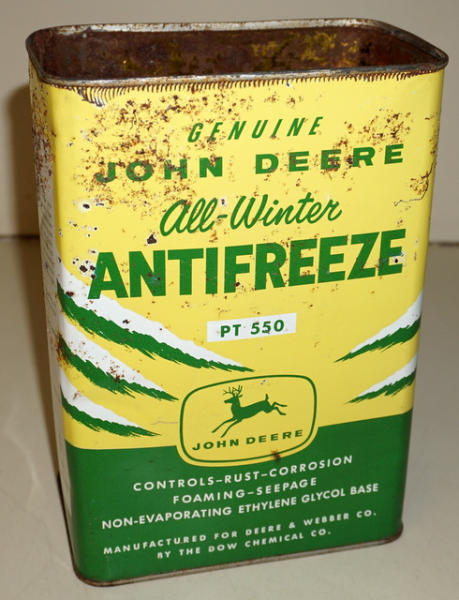 GENUINE
JOHN DEERE
All-Winter
ANTIFREEZE
PT 550
JOHN DEERE
CONTROLS-RUST-CORROSION
FOAMING-SEEPAGE
NON-EVAPORATING ETHYLENE GLYCOL BASE
MANUFACTURED FOR DEERE & WEBBER CO.
BY THE DOW CHEMICAL CO.